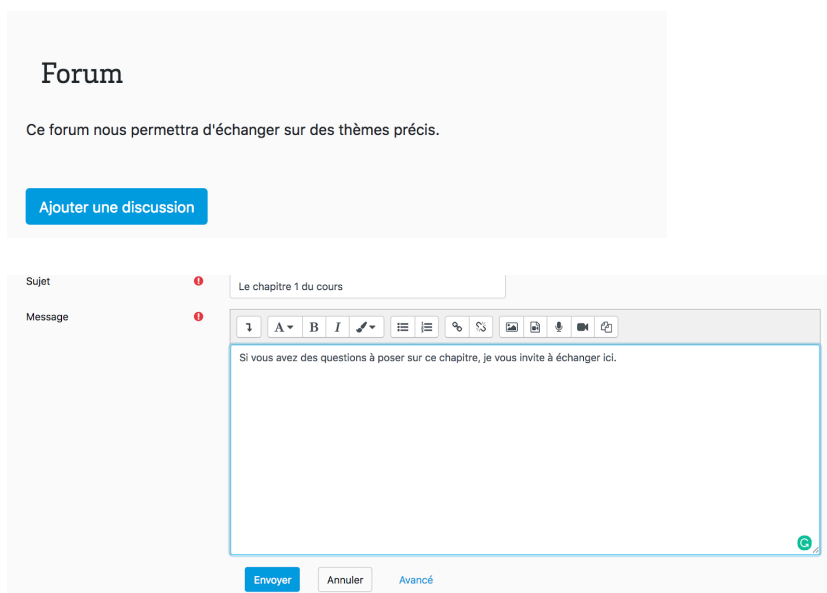 Forum
Ce forum nous permettra d'échanger sur des thèmes précis.
Ajouter une discussion
Sujet
Le chapitre 1 du cours
Message
A B I
Si vous avez des questions à poser sur ce chapitre, je vous invite à échanger ici.
Envoyer Annuler Avancé